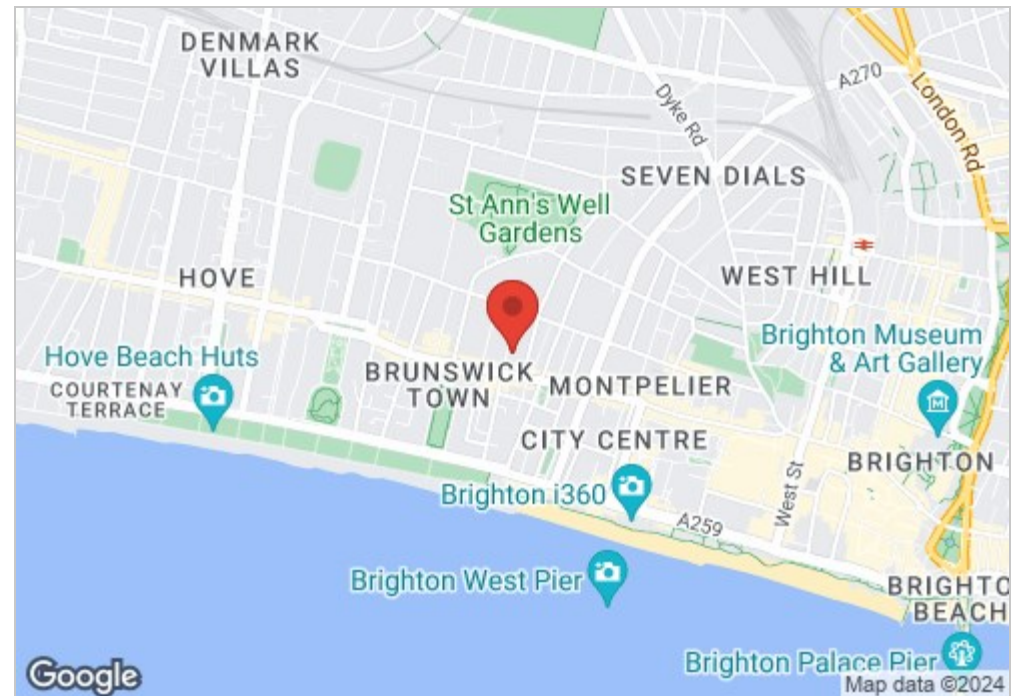 DENMARK
VILLAS
A270
London Rd
Dyke Rd
SEVEN DIALS
St Ann's Well
Gardens
HOVE
WEST HILL
Brighton Museum
& Art Gallery
Hove Beach Huts
COURTENAY
TERRACE
BRUNSWICK
TOWN
MONTPELIER
CITY CENTRE
BRIGHTON
West St
Brighton i360
A259
Brighton West Pier
BRIGHTO
BEACH
Brighton Palace Pier
Google
Map data ©2024